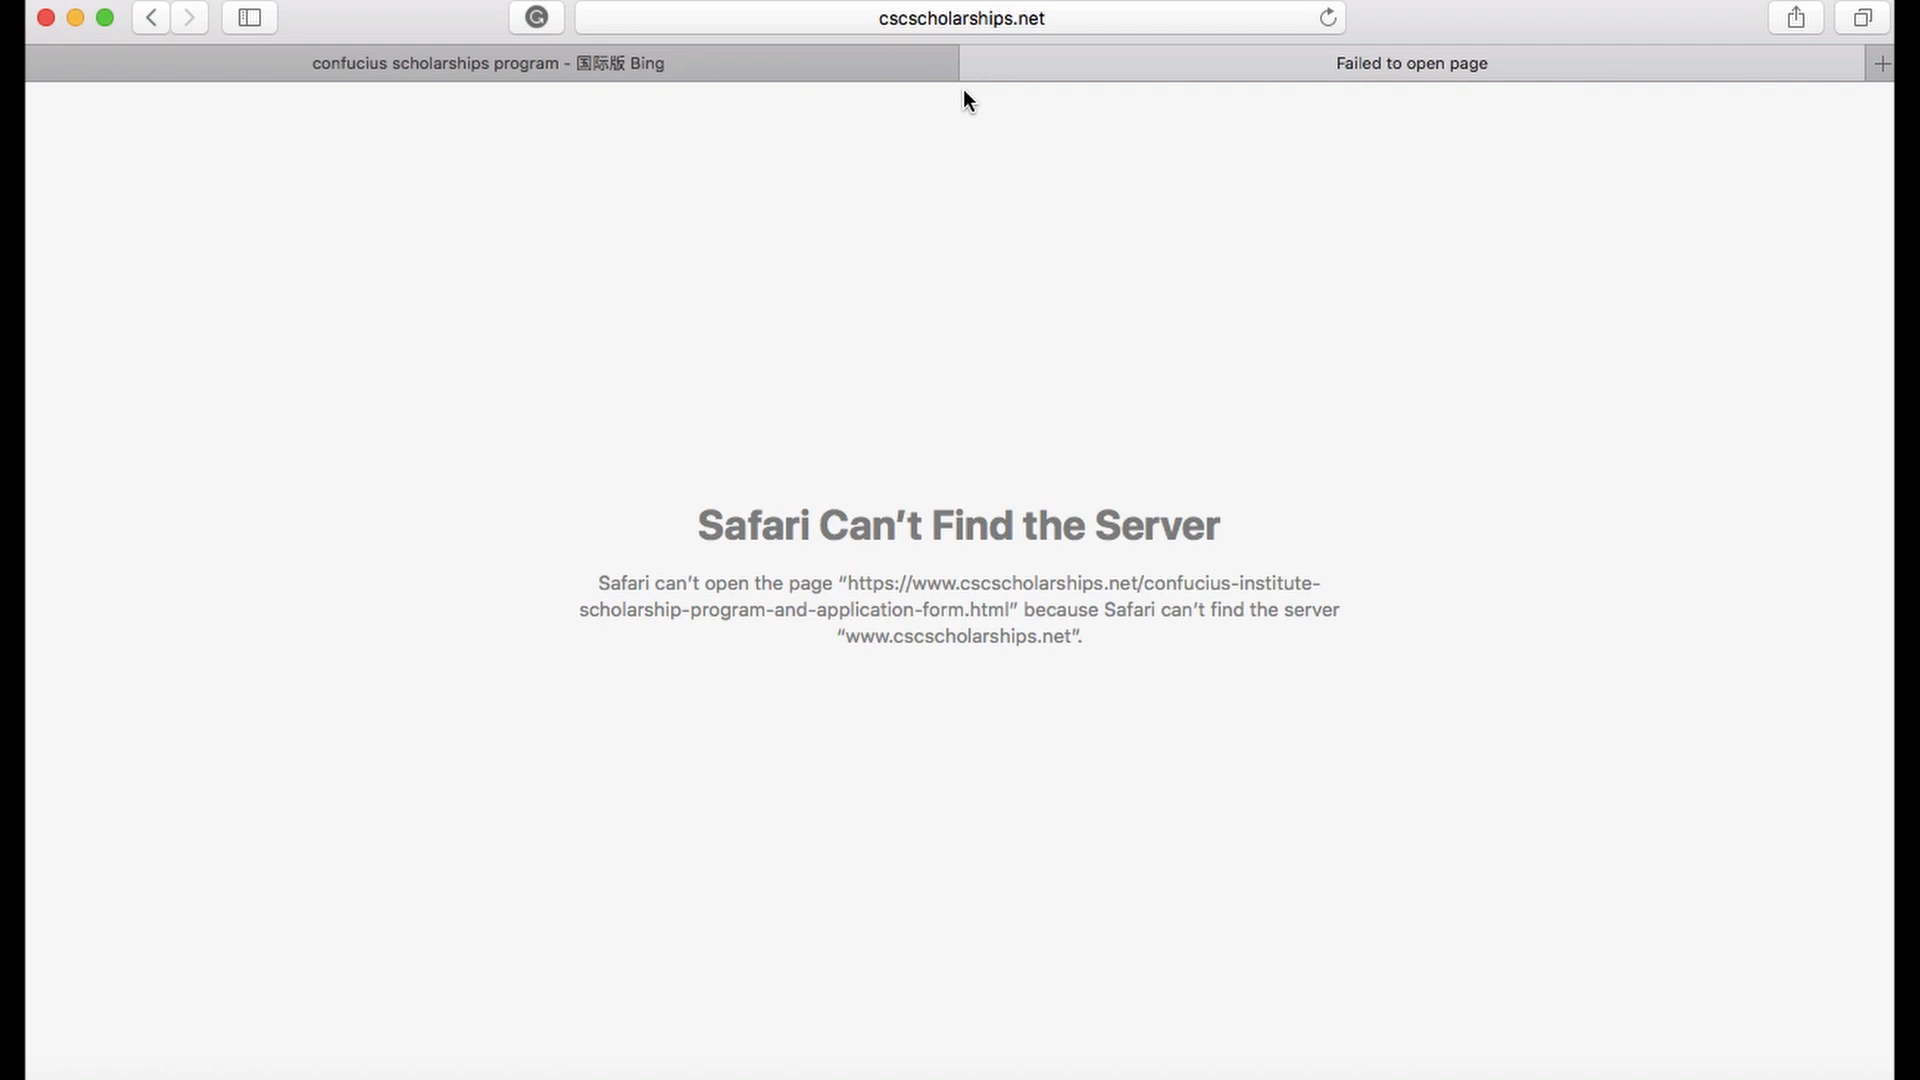 cscscholarships.net
confucius scholarships program - 国际版 Bing
Failed to open page
Safari Can’t Find the Server
Safari can’t open the page “https://www.cscscholarships.net/confucius-institute-
scholarship-program-and-application-form.html” because Safari can’t find the server
“www.cscscholarships.net”.